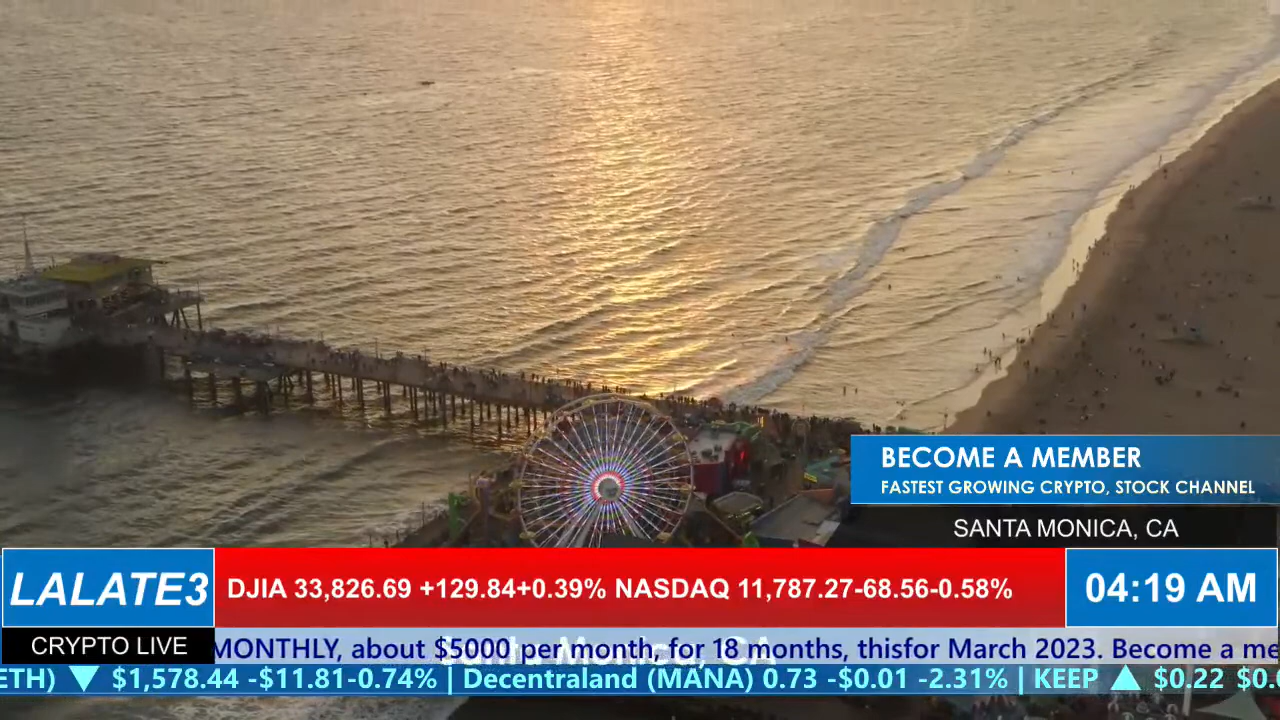 BECOME A MEMBER
FASTEST GROWING CRYPTO, STOCK CHANNEL
SANTA MONICA, CA
LALATE3
DJIA 33,826.69 +129.84+0.39% NASDAQ 11,787.27-68.56-0.58%
04:19 AM
CRYPTO LIVE
MONTHLY, about $5000 per month, for 18 months, thisfor March 2023. Become a me
Santa Monica, CA
ETH) ▼ $1,578.44 -$11.81-0.74% | Decentraland (MANA) 0.73 -$0.01 -2.31% | KEEP ▲ $0.22 $0.0